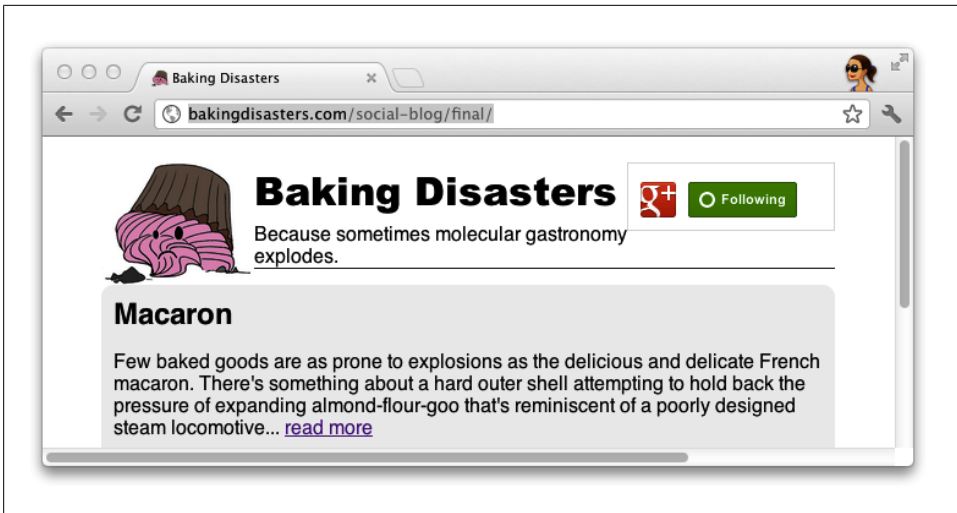 Baking Disasters
bakingdisasters.com/social-blog/final/
Baking Disasters
g+ Following
Because sometimes molecular gastronomy
explodes.
Macaron
Few baked goods are as prone to explosions as the delicious and delicate French
macaron. There's something about a hard outer shell attempting to hold back the
pressure of expanding almond-flour-goo that's reminiscent of a poorly designed
steam locomotive... read more